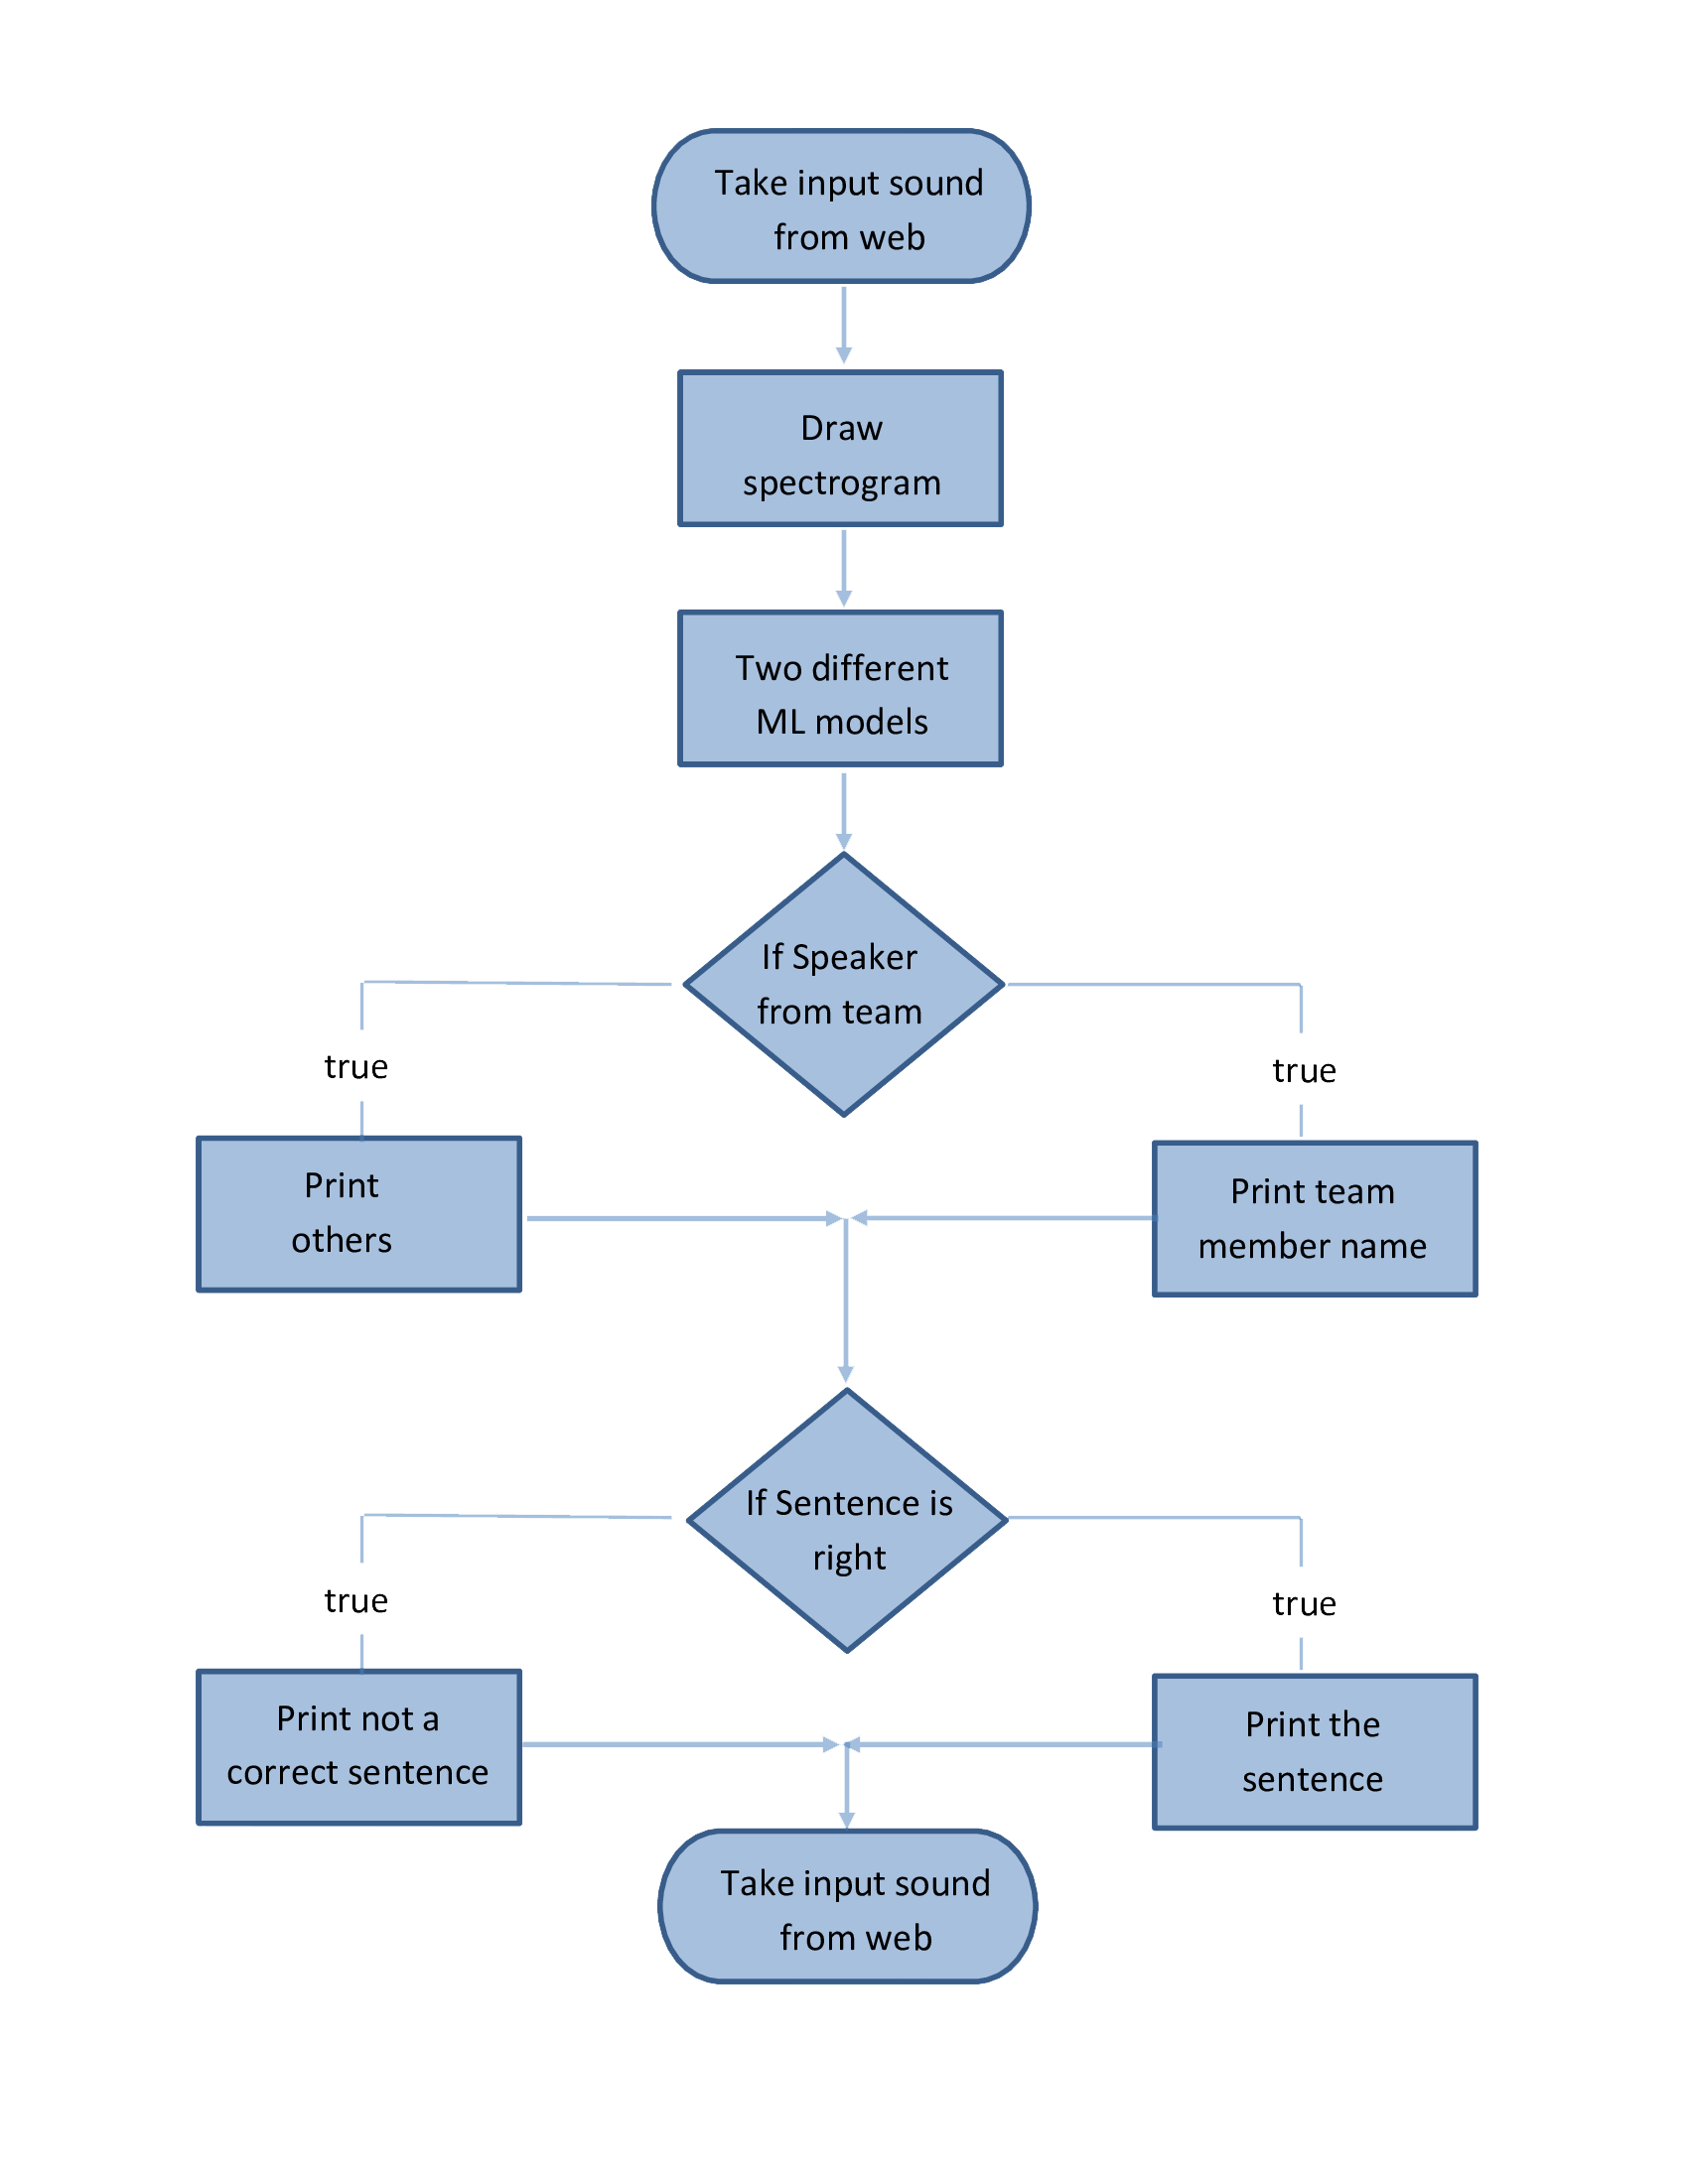 Take input sound
from web
Draw
spectrogram
Two different
ML models
If Speaker
from team
true
true
Print
others
Print team
member name
If Sentence is
right
true
true
Print not a
correct sentence
Print the
sentence
Take input sound
from web